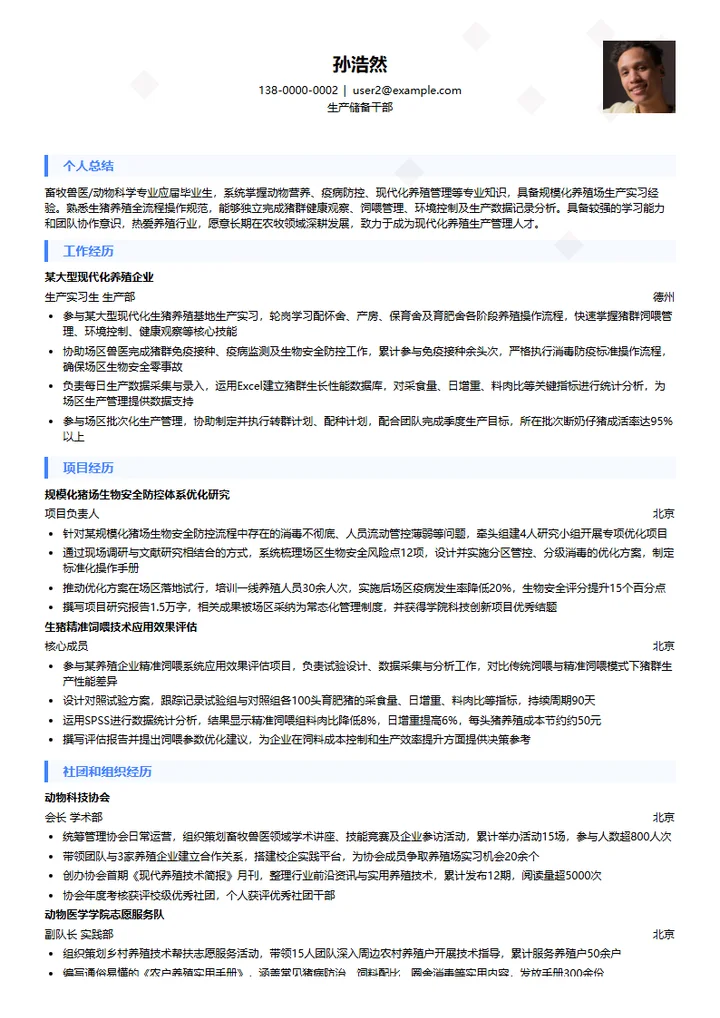 孙浩然
138-0000-0002 | user2@example.com
生产储备干部
个人总结
畜牧兽医/动物科学专业应届毕业生，系统掌握动物营养、疫病防控、现代化养殖管理等专业知识，具备规模化养殖场生产实习经
验。熟悉生猪养殖全流程操作规范，能够独立完成猪群健康观察、饲喂管理、环境控制及生产数据记录分析。具备较强的学习能力
和团队协作意识，热爱养殖行业，愿意长期在农牧领域深耕发展，致力于成为现代化养殖生产管理人才。
工作经历
某大型现代化养殖企业
生产实习生 生产部 德州
• 参与某大型现代化生猪养殖基地生产实习，轮岗学习配怀舍、产房、保育舍及育肥舍各阶段养殖操作流程，快速掌握猪群饲喂管
理、环境控制、健康观察等核心技能
• 协助场区兽医完成猪群免疫接种、疫病监测及生物安全防控工作，累计参与免疫接种余头次，严格执行消毒防疫标准操作流程，
确保场区生物安全零事故
• 负责每日生产数据采集与录入，运用Excel建立猪群生长性能数据库，对采食量、日增重、料肉比等关键指标进行统计分析，为
场区生产管理提供数据支持
• 参与场区批次化生产管理，协助制定并执行转群计划、配种计划，配合团队完成季度生产目标，所在批次断奶仔猪成活率达95%
以上
项目经历
规模化猪场生物安全防控体系优化研究
项目负责人 北京
• 针对某规模化猪场生物安全防控流程中存在的消毒不彻底、人员流动管控薄弱等问题，牵头组建4人研究小组开展专项优化项目
• 通过现场调研与文献研究相结合的方式，系统梳理场区生物安全风险点12项，设计并实施分区管控、分级消毒的优化方案，制定
标准化操作手册
• 推动优化方案在场区落地试行，培训一线养殖人员30余人次，实施后场区疫病发生率降低20%，生物安全评分提升15个百分点
• 撰写项目研究报告1.5万字，相关成果被场区采纳为常态化管理制度，并获得学院科技创新项目优秀结题
生猪精准饲喂技术应用效果评估
核心成员 北京
• 参与某养殖企业精准饲喂系统应用效果评估项目，负责试验设计、数据采集与分析工作，对比传统饲喂与精准饲喂模式下猪群生
产性能差异
• 设计对照试验方案，跟踪记录试验组与对照组各100头育肥猪的采食量、日增重、料肉比等指标，持续周期90天
• 运用SPSS进行数据统计分析，结果显示精准饲喂组料肉比降低8%，日增重提高6%，每头猪养殖成本节约约50元
• 撰写评估报告并提出饲喂参数优化建议，为企业在饲料成本控制和生产效率提升方面提供决策参考
社团和组织经历
动物科技协会
会长 学术部 北京
• 统筹管理协会日常运营，组织策划畜牧兽医领域学术讲座、技能竞赛及企业参访活动，累计举办活动15场，参与人数超800人次
• 带领团队与3家养殖企业建立合作关系，搭建校企实践平台，为协会成员争取养殖场实习机会20余个
• 创办协会首期《现代养殖技术简报》月刊，整理行业前沿资讯与实用养殖技术，累计发布12期，阅读量超5000次
• 协会年度考核获评校级优秀社团，个人获评优秀社团干部
动物医学学院志愿服务队
副队长 实践部 北京
• 组织策划乡村养殖技术帮扶志愿服务活动，带领15人团队深入周边农村养殖户开展技术指导，累计服务养殖户50余户
• 编写通俗易懂的《农户养殖实用手册》，涵盖常见猪病防治、饲料配比、圈舍消毒等实用内容，发放手册300余份